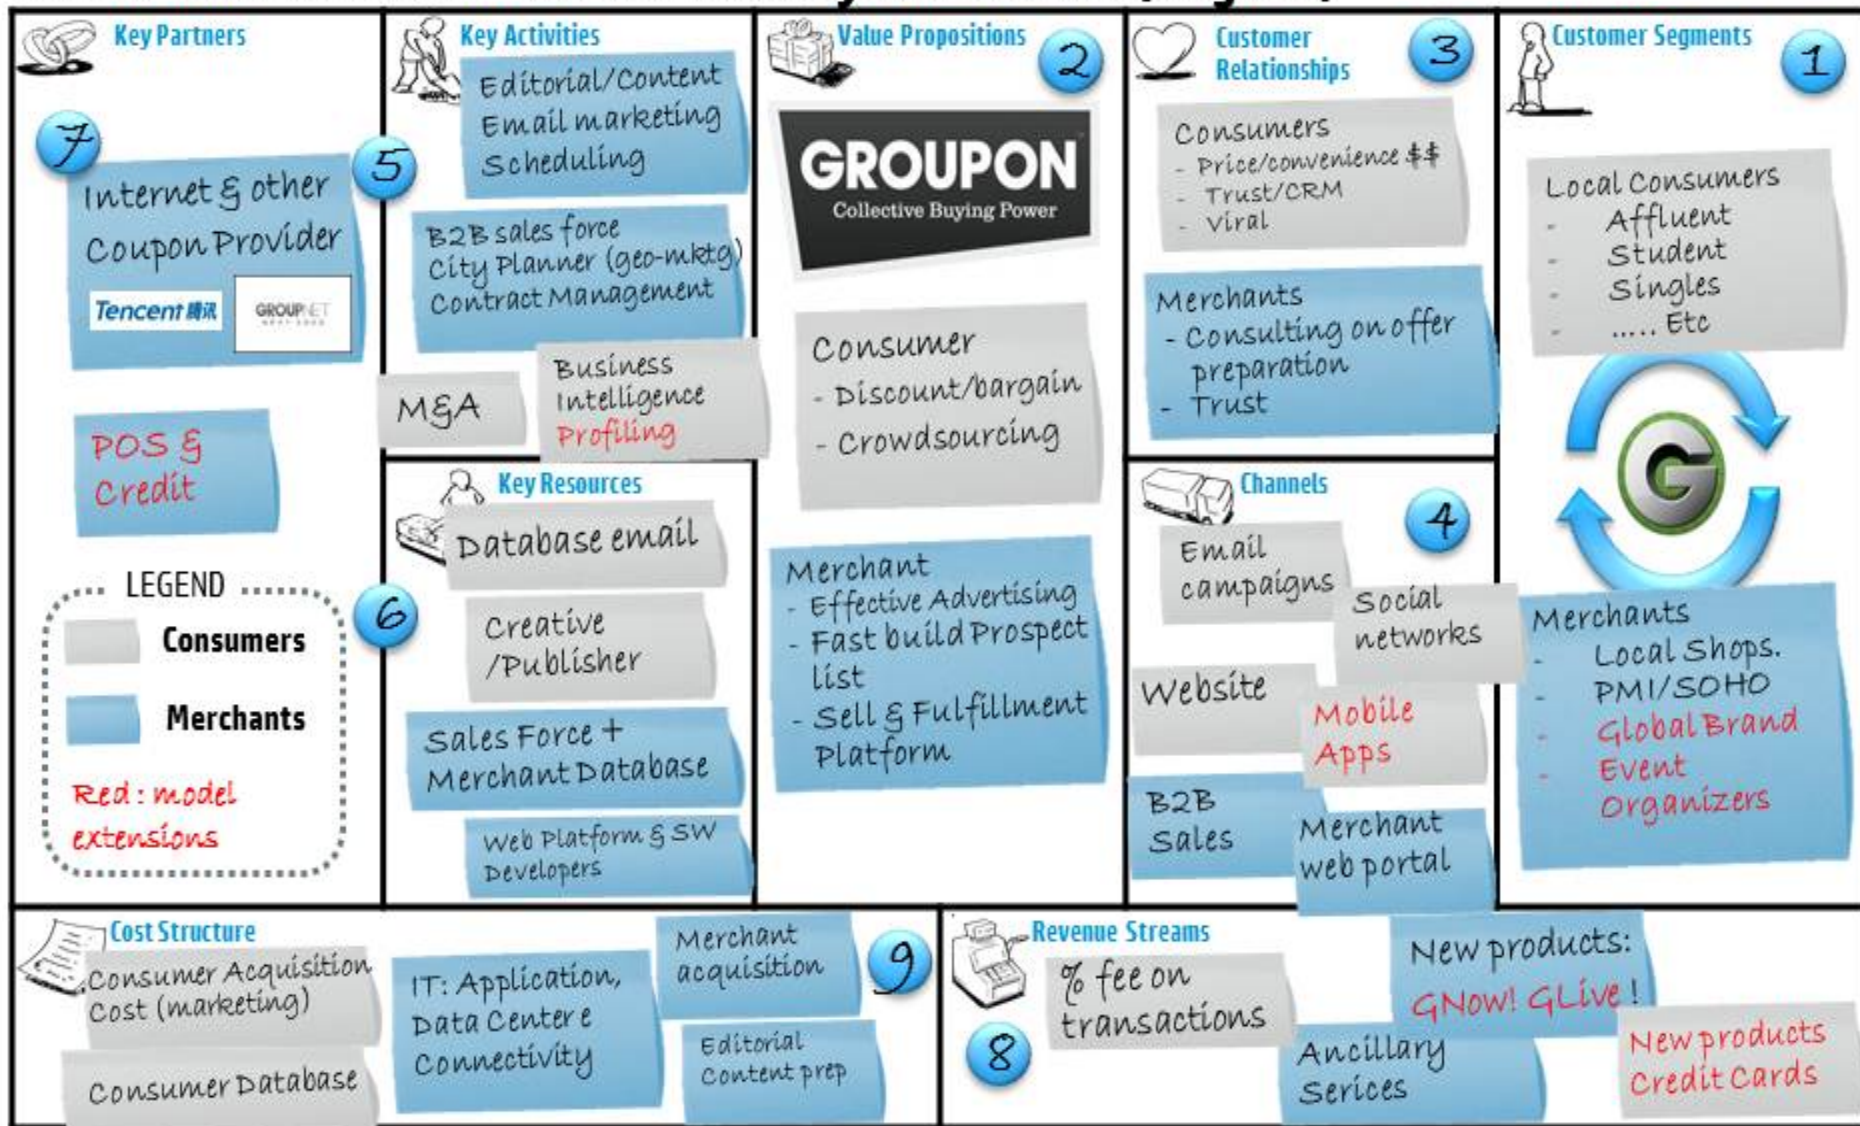 Key Partners
7
Internet & other
Coupon Provider
Tencent 腾讯
GROUPNET
POS &
Credit
LEGEND
Consumers
Merchants
Red: model
extensions
Key Activities
5
Editorial/Content
Email marketing
Scheduling
B2B sales force
City Planner (geo-mktg)
Contract Management
M&A
Business
Intelligence
Profiling
Key Resources
6
Database email
Creative
/Publisher
Sales Force +
Merchant Database
Web Platform & SW
Developers
Value Propositions
2
GROUPON
Collective Buying Power
Consumer
- Discount/bargain
- Crowdsourcing
Merchant
- Effective Advertising
- Fast build Prospect
list
- Sell & Fulfillment
Platform
Customer
Relationships
3
Consumers
- Price/convenience $$
- Trust/CRM
- Viral
Merchants
- Consulting on offer
preparation
- Trust
Channels
4
Email
campaigns
Social
networks
Website
Mobile
Apps
B2B
Sales
Merchant
web portal
Customer Segments
1
Local Consumers
- Affluent
- Student
- Singles
- ..... Etc
G
Merchants
- Local Shops.
- PMI/SOHO
- Global Brand
- Event
Organizers
Cost Structure
9
Consumer Acquisition
Cost (marketing)
Consumer Database
IT: Application,
Data Center e
Connectivity
Merchant
acquisition
Editorial
Content prep
Revenue Streams
8
% fee on
transactions
New products:
GNow! GLive !
Ancillary
Serices
New products
Credit Cards